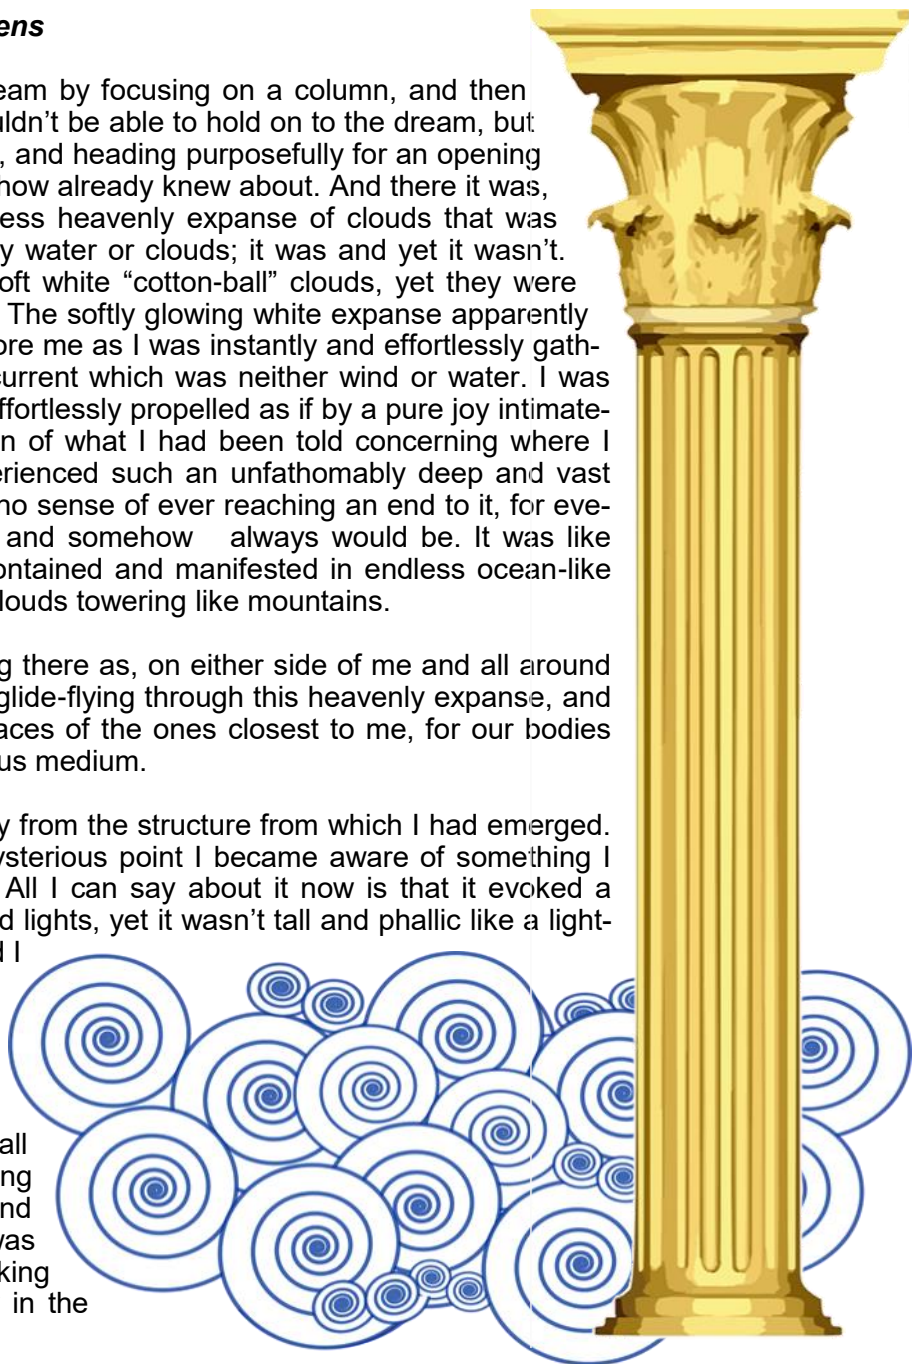 ens
eam by focusing on a column, and then
uldn’t be able to hold on to the dream, but
, and heading purposefully for an opening
how already knew about. And there it was,
ess heavenly expanse of clouds that was
y water or clouds; it was and yet it wasn’t.
oft white “cotton-ball” clouds, yet they were
The softly glowing white expanse apparently
ore me as I was instantly and effortlessly gath-
current which was neither wind or water. I was
ffortlessly propelled as if by a pure joy intimate-
n of what I had been told concerning where I
erienced such an unfathomably deep and vast
no sense of ever reaching an end to it, for eve-
and somehow always would be. It was like
ontained and manifested in endless ocean-like
louds towering like mountains.
g there as, on either side of me and all around
glide-flying through this heavenly expanse, and
aces of the ones closest to me, for our bodies
us medium.
y from the structure from which I had emerged.
ysterious point I became aware of something I
All I can say about it now is that it evoked a
d lights, yet it wasn’t tall and phallic like a light-
d I
all
ng
nd
was
king
in the